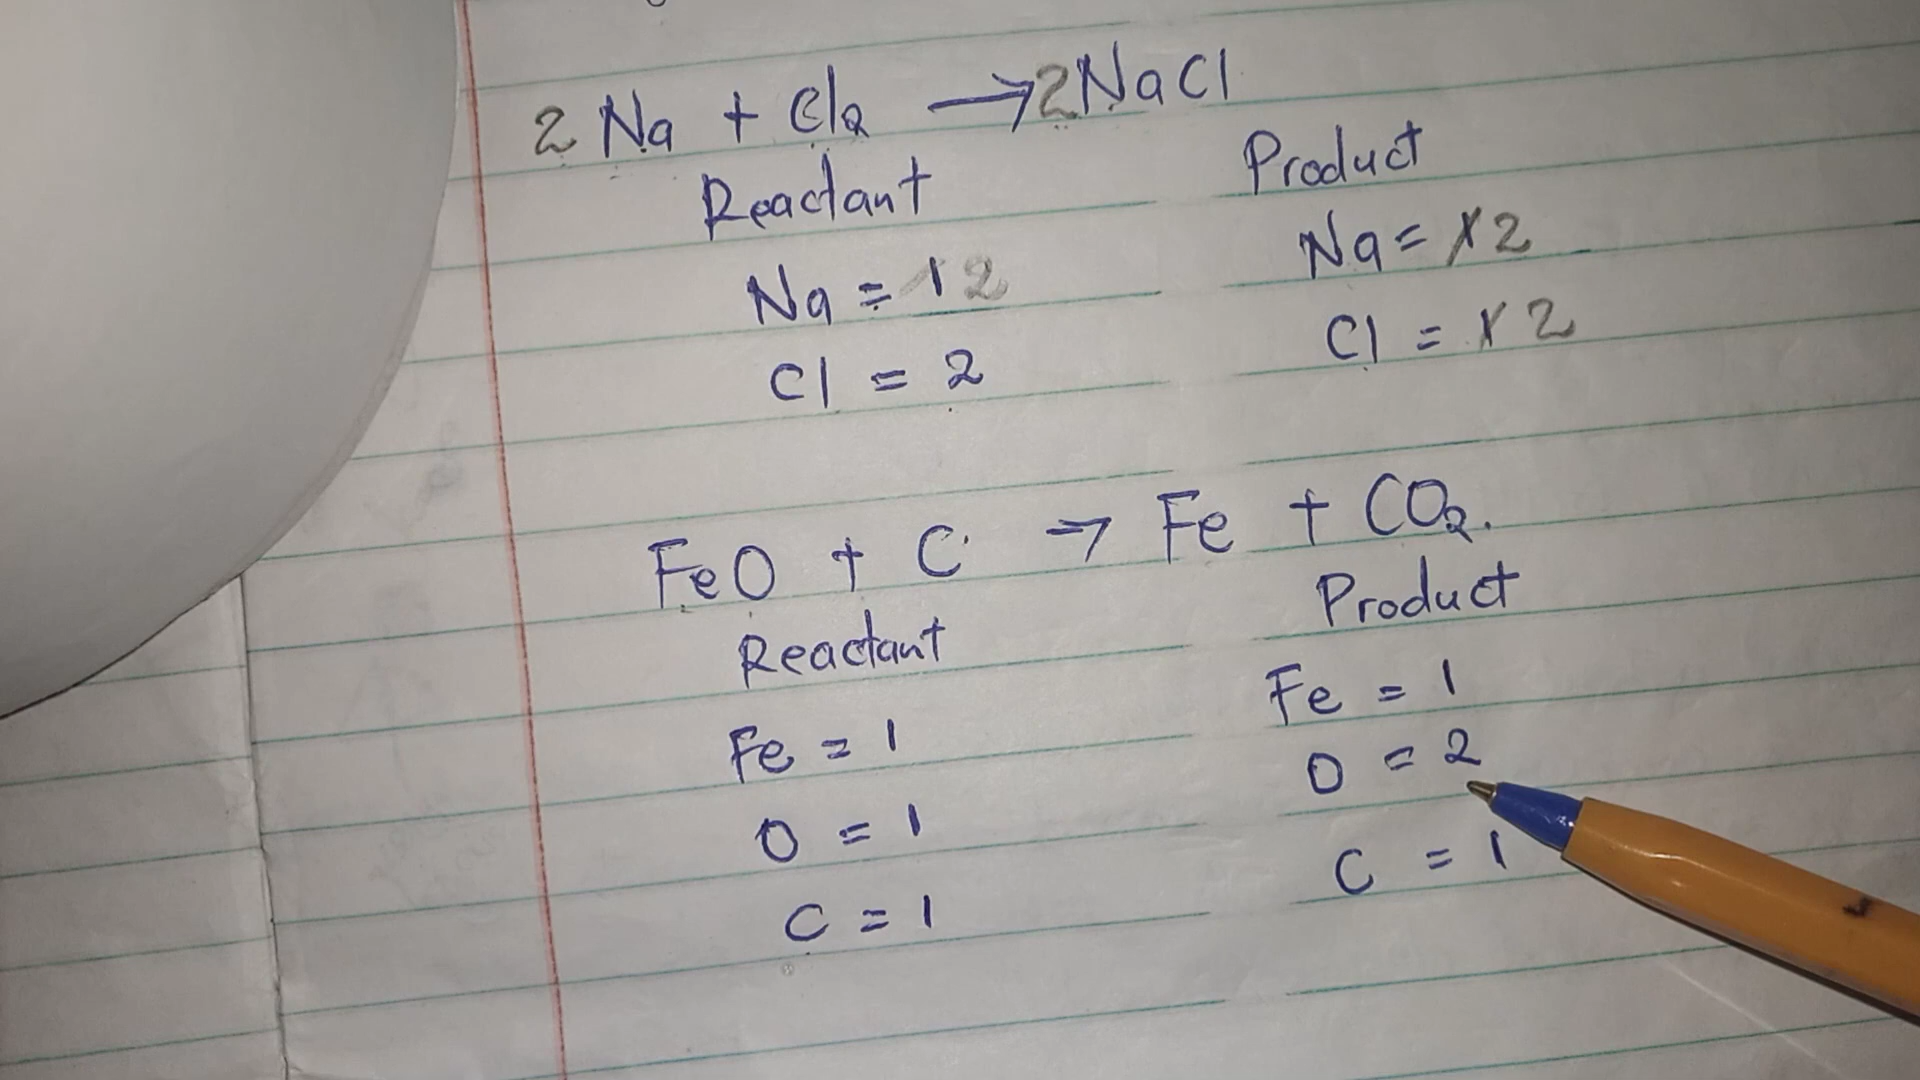 2 Na + Cl₂ → 2NaCl
Reactant Product
Na = 1 2 Na = 1 2
Cl = 2 Cl = 1 2
FeO + C → Fe + CO₂.
Reactant Product
Fe = 1 Fe = 1
O = 1 O = 2
C = 1 C = 1